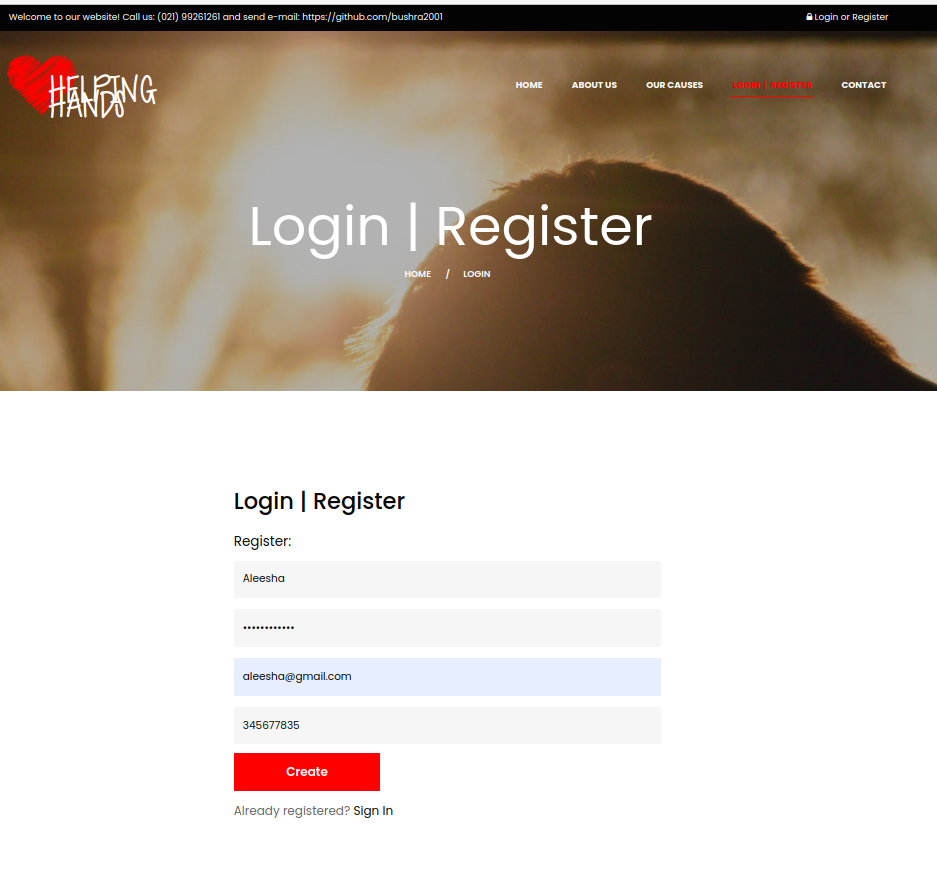 Welcome to our website! Call us: (021) 99261261 and send e-mail: https://github.com/bushra2001
Login or Register
HELPING
HANDS
HOME
ABOUT US
OUR CAUSES
LOGIN | REGISTER
CONTACT
Login | Register
HOME / LOGIN
Login | Register
Register:
Aleesha
••••••••••••
aleesha@gmail.com
345677835
Create
Already registered? Sign In